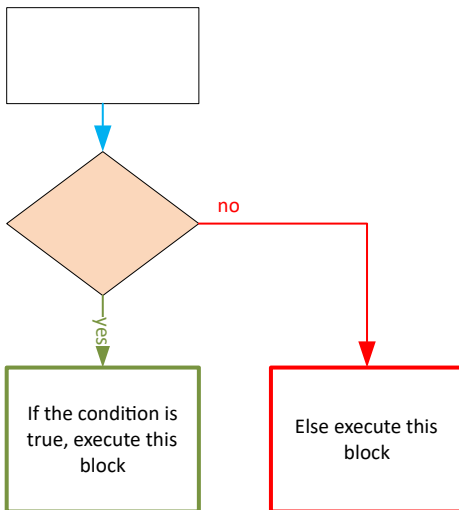 no
yes
If the condition is
true, execute this
block
Else execute this
block